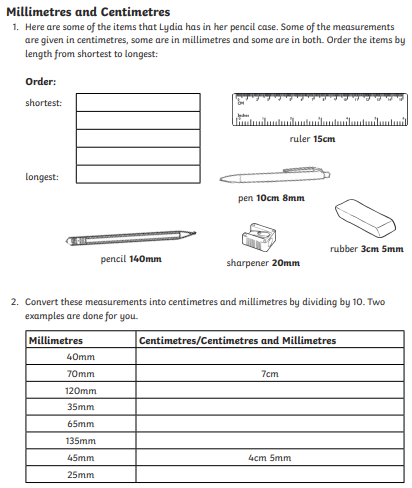 Millimetres and Centimetres
1. Here are some of the items that Lydia has in her pencil case. Some of the measurements
are given in centimetres, some are in millimetres and some are in both. Order the items by
length from shortest to longest:
Order:
shortest:
longest:
CM
Inches
ruler 15cm
pen 10cm 8mm
rubber 3cm 5mm
pencil 140mm
sharpener 20mm
2. Convert these measurements into centimetres and millimetres by dividing by 10. Two
examples are done for you.
Millimetres Centimetres/Centimetres and Millimetres
40mm
70mm 7cm
120mm
35mm
65mm
135mm
45mm 4cm 5mm
25mm